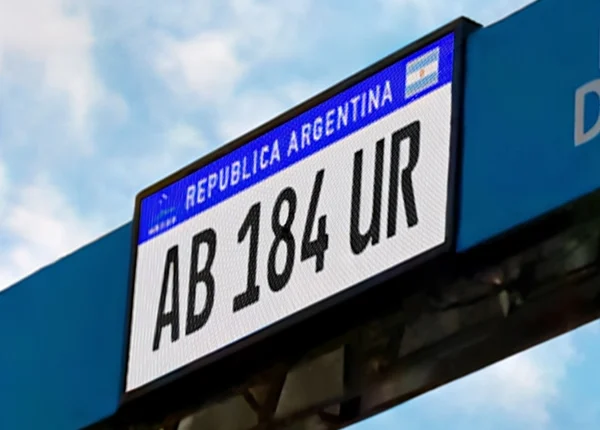 REPUBLICA ARGENTINA
AB 184 UR
D